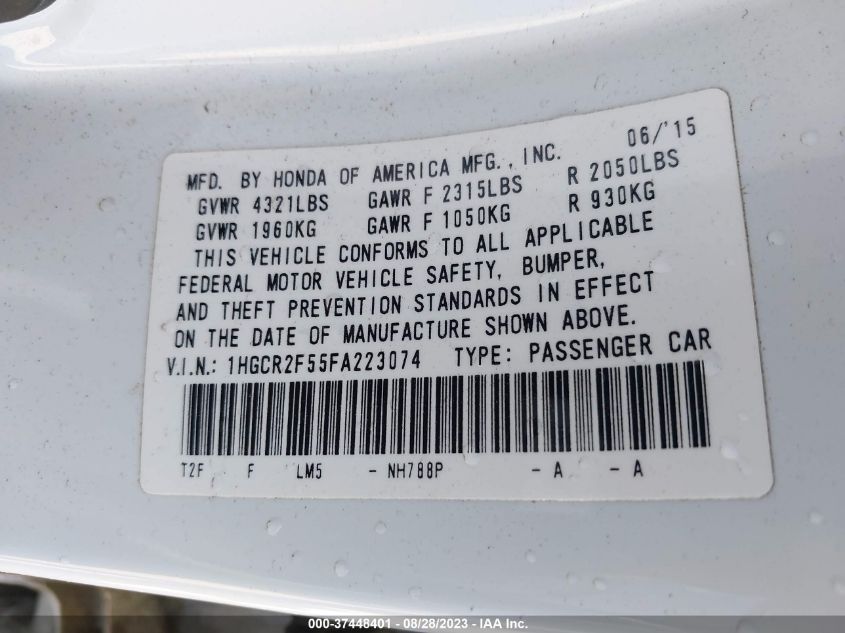 06/'15
MFD. BY HONDA OF AMERICA MFG., INC.
GVWR 4321LBS GAWR F 2315LBS R 2050LBS
GVWR 1960KG GAWR F 1050KG R 930KG
THIS VEHICLE CONFORMS TO ALL APPLICABLE
FEDERAL MOTOR VEHICLE SAFETY, BUMPER,
AND THEFT PREVENTION STANDARDS IN EFFECT
ON THE DATE OF MANUFACTURE SHOWN ABOVE.
V.I.N.: 1HGCR2F55FA223074 TYPE: PASSENGER CAR
T2F F LM5 - NH788P - A - A
000-37448401 - 08/28/2023 - IAA Inc.